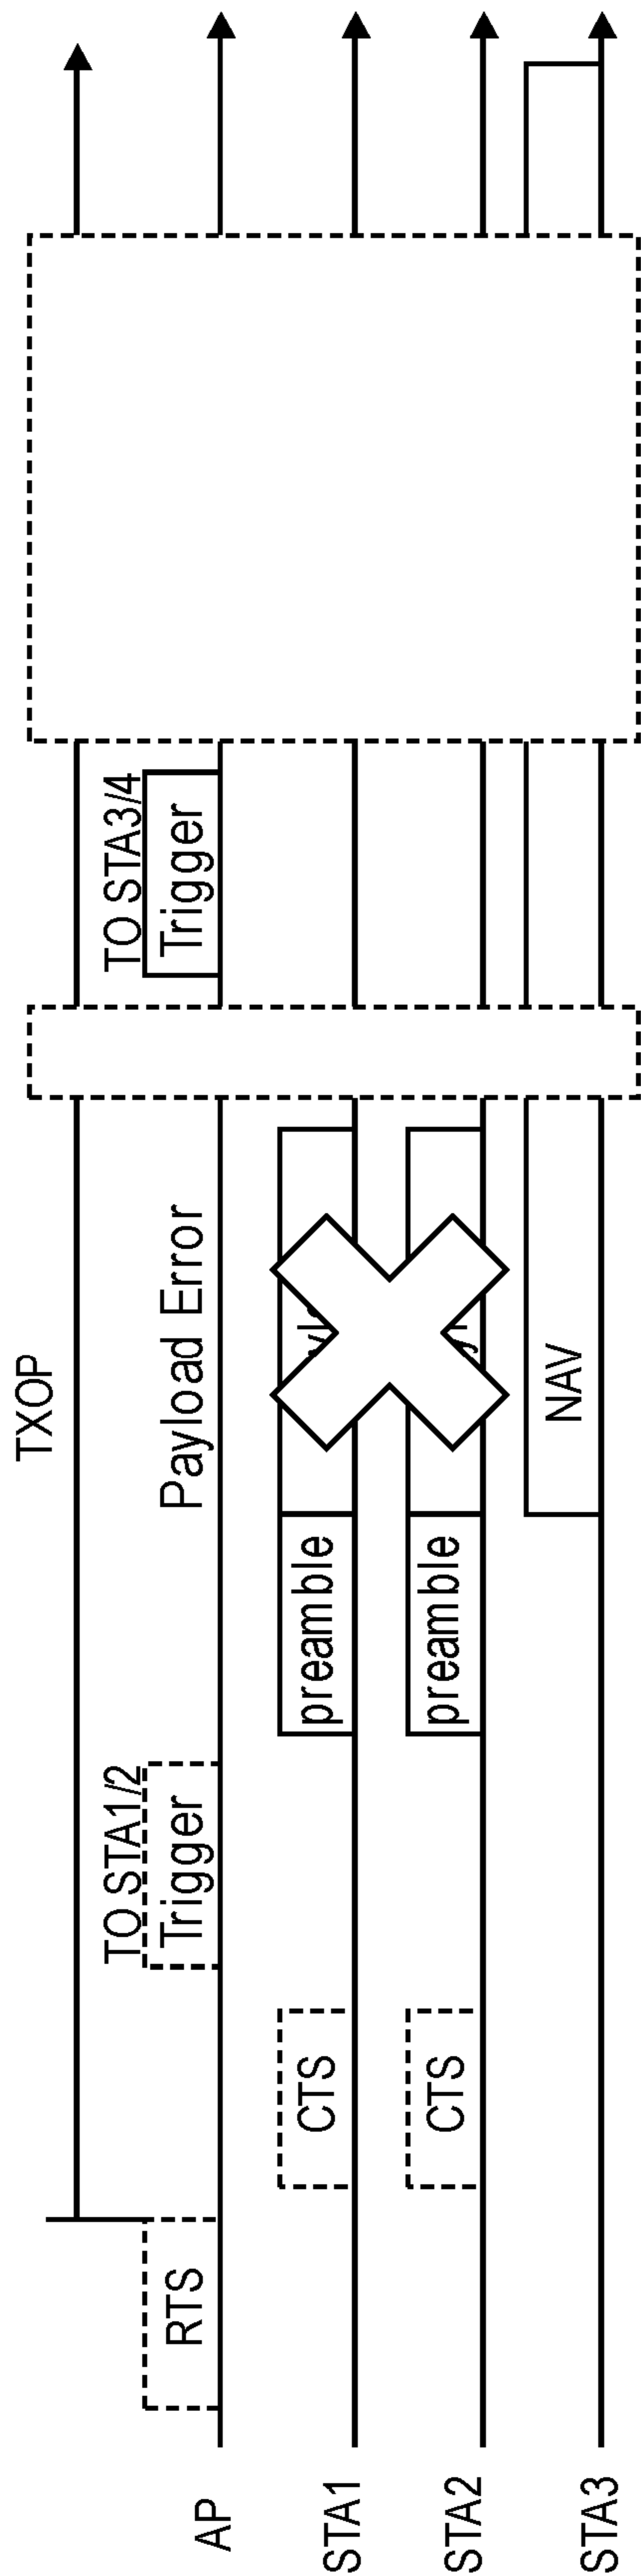 TXOP
TO STA1/2
TO STA3/4
AP
RTS
Trigger
Payload Error
Trigger
STA1
CTS
preamble
STA2
CTS
preamble
STA3
NAV